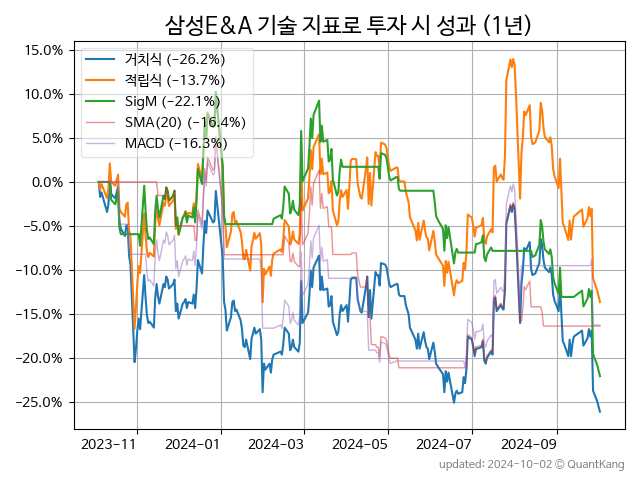 삼성E&A 기술 지표로 투자 시 성과 (1년)
15.0%
10.0%
5.0%
0.0%
−5.0%
−10.0%
−15.0%
−20.0%
−25.0%
거치식 (−26.2%)
적립식 (−13.7%)
SigM (−22.1%)
SMA(20) (−16.4%)
MACD (−16.3%)
2023−11
2024−01
2024−03
2024−05
2024−07
2024−09
updated: 2024-10-02 © QuantKang